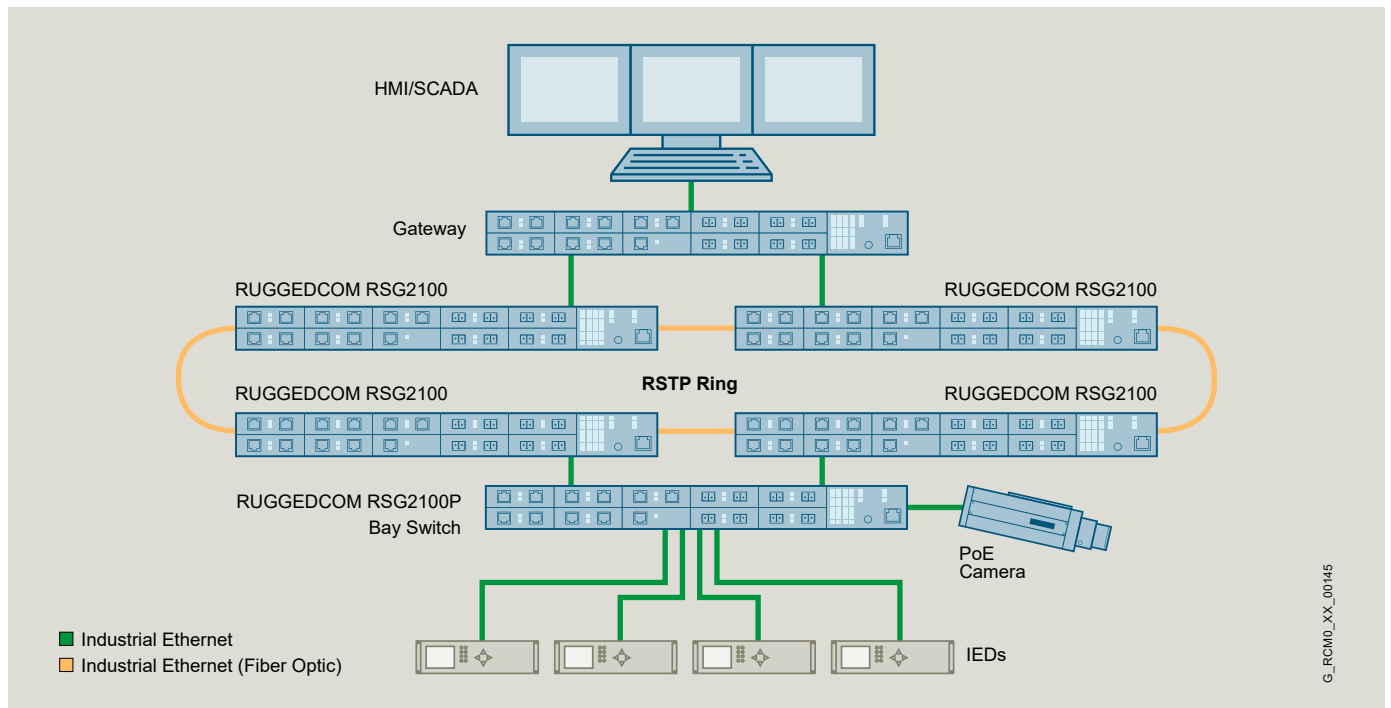 HMI/SCADA
Gateway
RUGGEDCOM RSG2100
RUGGEDCOM RSG2100
RSTP Ring
RUGGEDCOM RSG2100
RUGGEDCOM RSG2100
RUGGEDCOM RSG2100P
Bay Switch
PoE
Camera
IEDs
Industrial Ethernet
Industrial Ethernet (Fiber Optic)
G_RCM0_XX_00145